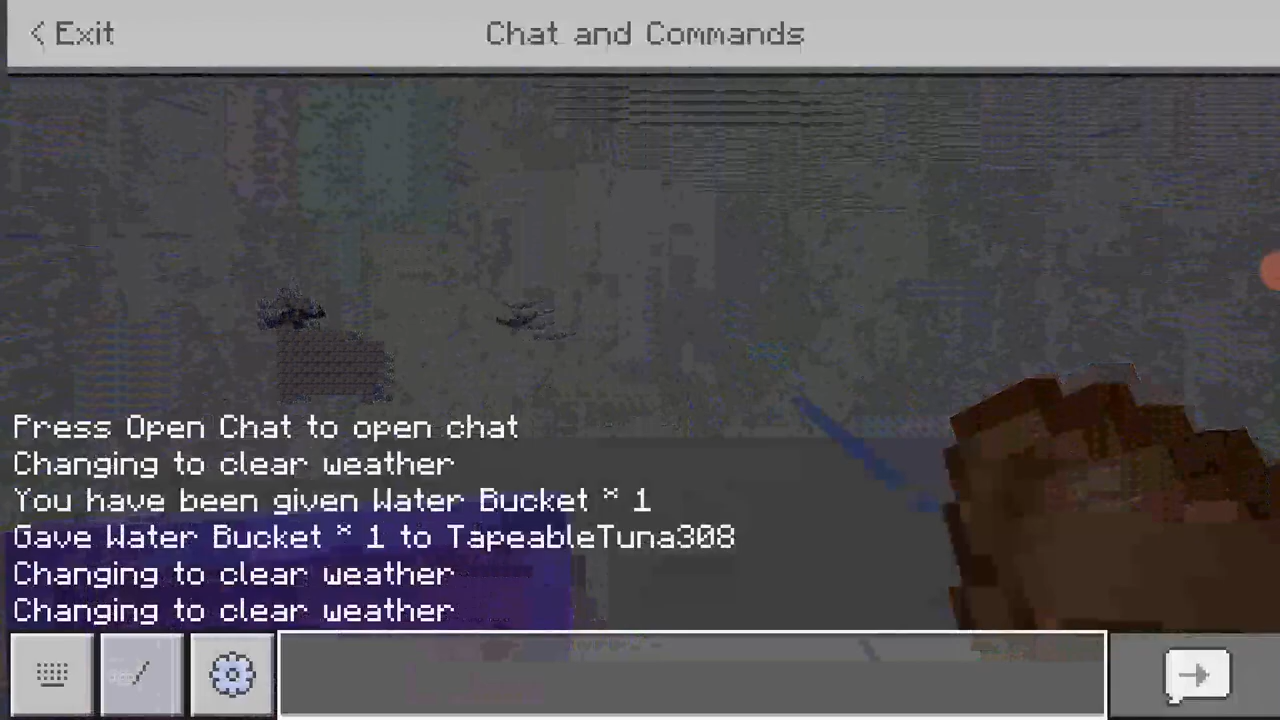 < Exit
Chat and Commands
Press Open Chat to open chat
Changing to clear weather
You have been given Water Bucket * 1
Gave Water Bucket * 1 to TapeableTuna308
Changing to clear weather
Changing to clear weather